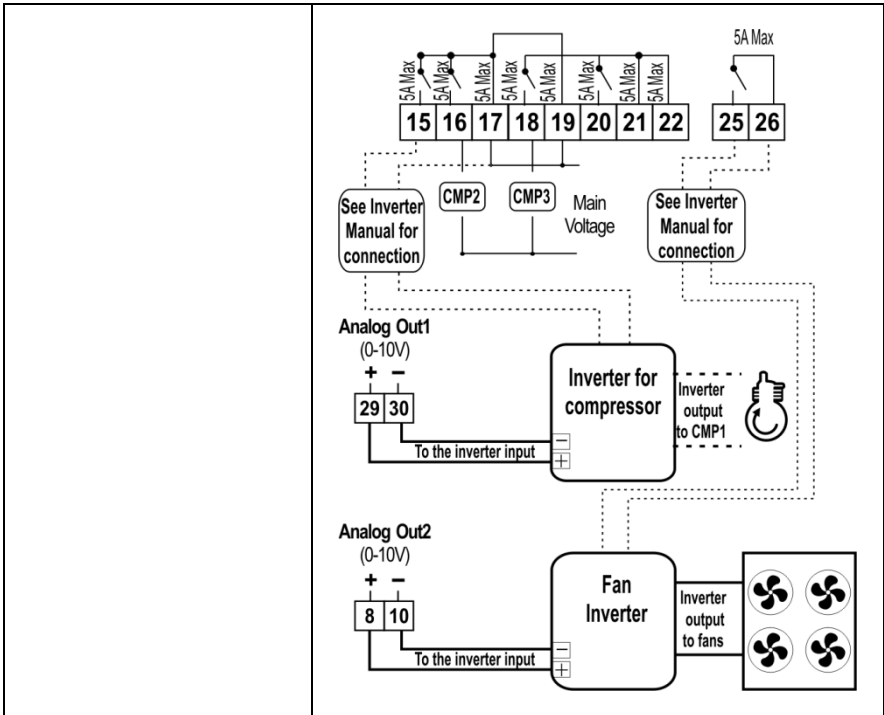 5A Max
5A Max
5A Max
5A Max
5A Max
5A Max
5A Max
5A Max
5A Max
15 16 17 18 19 20 21 22
25 26
CMP2
CMP3
Main
Voltage
See Inverter
Manual for
connection
See Inverter
Manual for
connection
Analog Out1
(0-10V)
+ −
29 30
To the inverter input
−
+
Inverter for
compressor
Inverter
output
to CMP1
Analog Out2
(0-10V)
+ −
8 10
To the inverter input
−
+
Fan
Inverter
Inverter
output
to fans